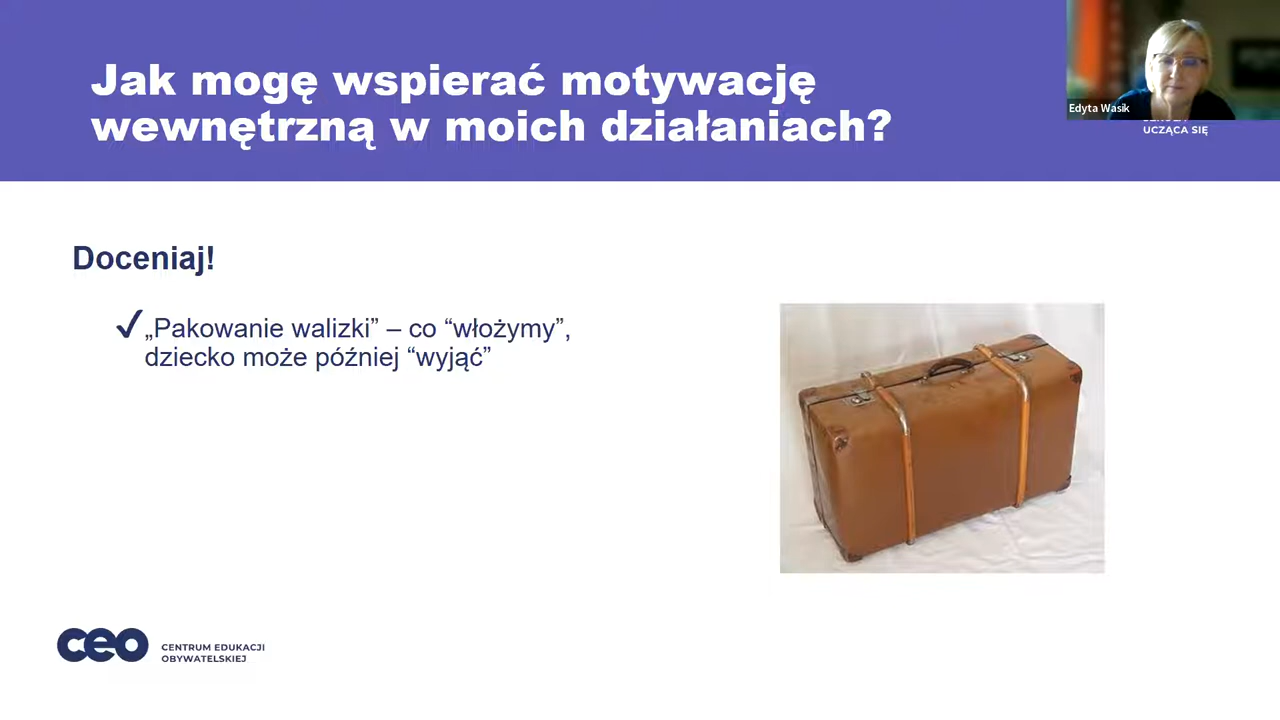 Jak mogę wspierać motywację
wewnętrzną w moich działaniach?
Edyta Wasik
UCZĄCA SIĘ
Doceniaj!
✓„Pakowanie walizki” – co “włożymy”,
dziecko może później “wyjąć”
ceo
CENTRUM EDUKACJI
OBYWATELSKIEJ